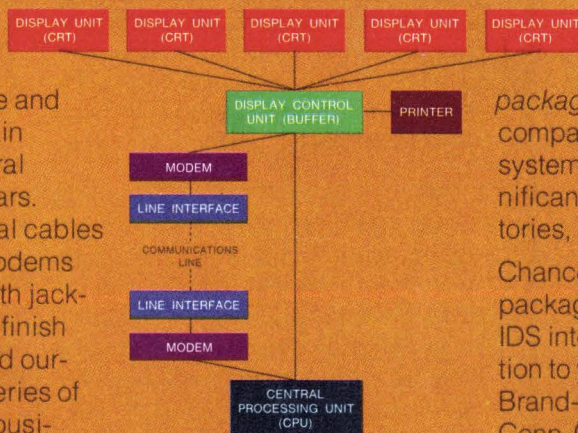 DISPLAY UNIT
(CRT)
DISPLAY UNIT
(CRT)
DISPLAY UNIT
(CRT)
DISPLAY UNIT
(CRT)
DISPLAY UNIT
(CRT)
DISPLAY CONTROL
UNIT (BUFFER)
PRINTER
MODEM
LINE INTERFACE
COMMUNICATIONS
LINE
LINE INTERFACE
MODEM
CENTRAL
PROCESSING UNIT
(CPU)
e and
in
ral
ars.
al cables
odems
th jack-
finish
d our-
eries of
ousi-
packag
compa
system
nifican
tories,
Chanc
packag
IDS int
tion to
Brand-